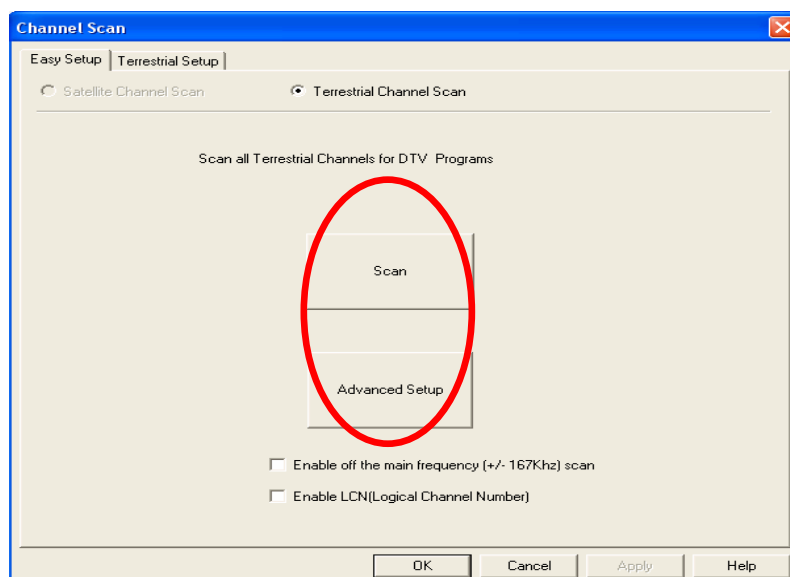 Channel Scan
Easy Setup Terrestrial Setup
Satellite Channel Scan Terrestrial Channel Scan
Scan all Terrestrial Channels for DTV Programs
Scan
Advanced Setup
Enable off the main frequency (+/- 167Khz) scan
Enable LCN(Logical Channel Number)
OK Cancel Apply Help